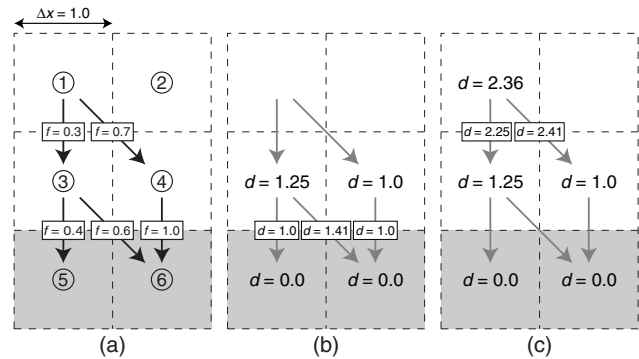 Δx = 1.0
① ②
f = 0.3 f = 0.7
③ ④
f = 0.4 f = 0.6 f = 1.0
⑤ ⑥
(a)
d = 1.25 d = 1.0
d = 1.0 d = 1.41 d = 1.0
d = 0.0 d = 0.0
(b)
d = 2.36
d = 2.25 d = 2.41
d = 1.25 d = 1.0
d = 0.0 d = 0.0
(c)